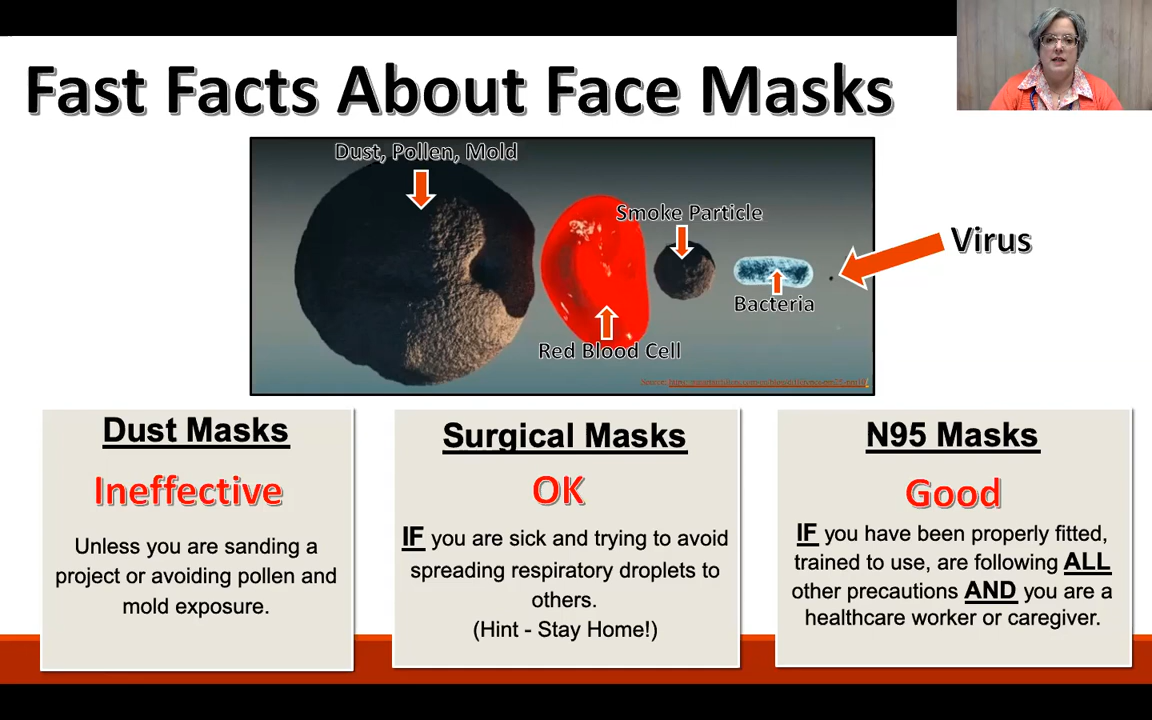 Fast Facts About Face Masks
Dust, Pollen, Mold
Smoke Particle
Virus
Bacteria
Red Blood Cell
Source:
Dust Masks
Ineffective
Unless you are sanding a
project or avoiding pollen and
mold exposure.
Surgical Masks
OK
IF you are sick and trying to avoid
spreading respiratory droplets to
others.
(Hint - Stay Home!)
N95 Masks
Good
IF you have been properly fitted,
trained to use, are following ALL
other precautions AND you are a
healthcare worker or caregiver.